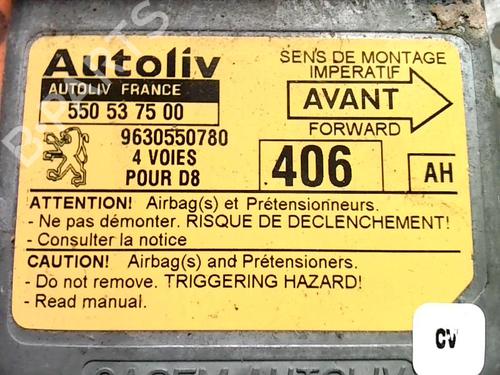 Autoliv
AUTOLIV FRANCE
550 53 75 00
9630550780
4 VOIES
POUR D8
SENS DE MONTAGE
IMPERATIF
AVANT
FORWARD
406
AH
ATTENTION! Airbag(s) et Prétensionneurs.
- Ne pas démonter. RISQUE DE DECLENCHEMENT!
- Consulter la notice
CAUTION! Airbag(s) and Prétensioners.
- Do not remove. TRIGGERING HAZARD!
- Read manual.
CV
AUTOLIV
B-PARTS